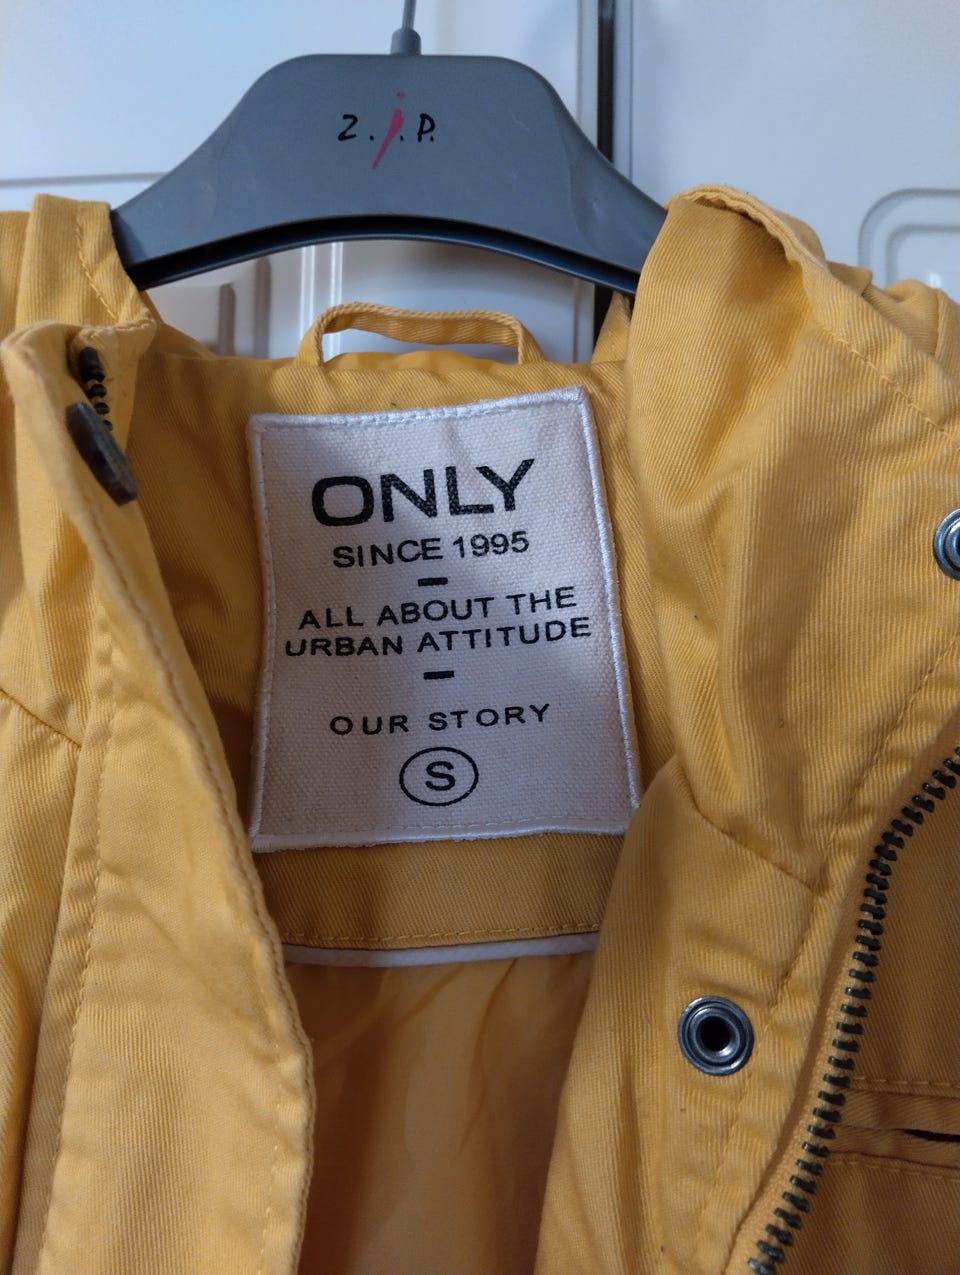 z.j.P.
ONLY
SINCE 1995
ALL ABOUT THE
URBAN ATTITUDE
OUR STORY
S